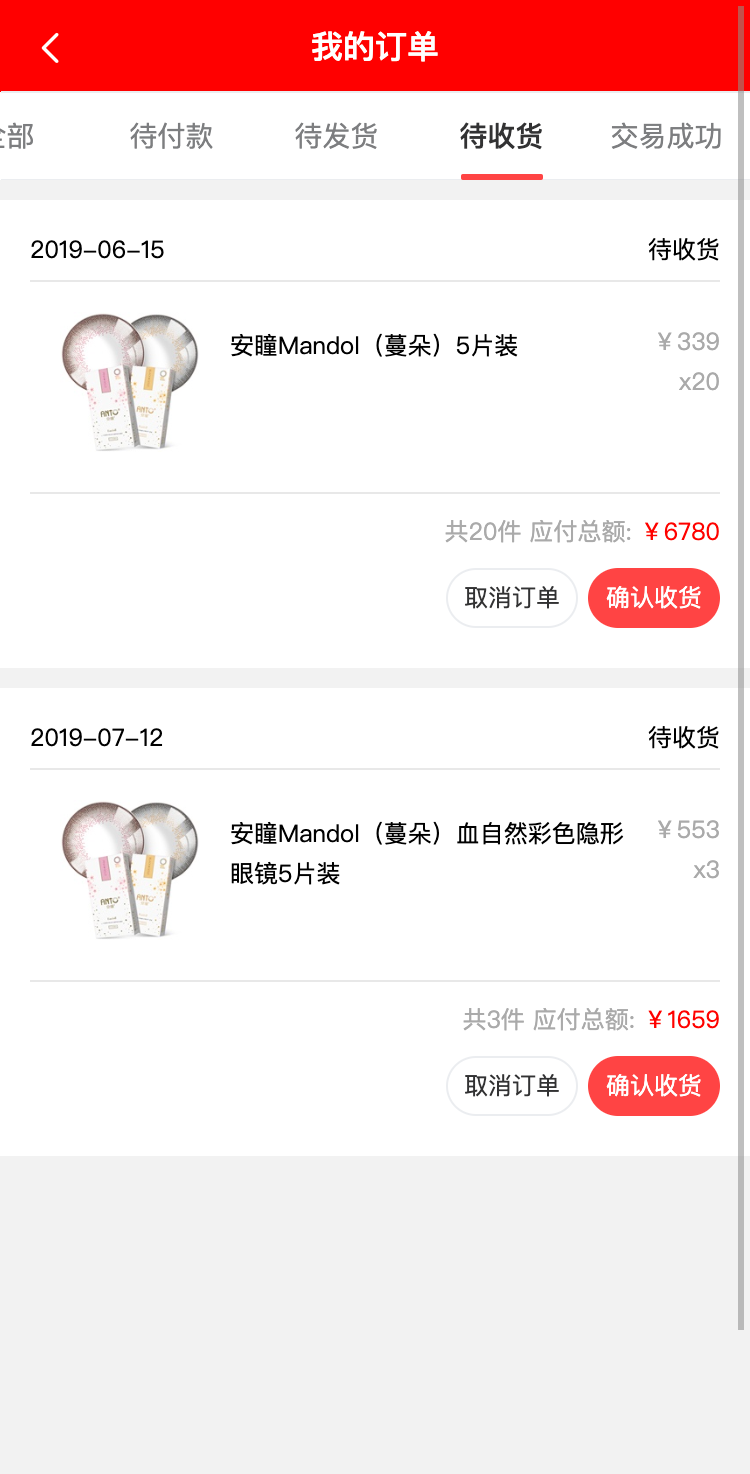 我的订单
全部 待付款 待发货 待收货 交易成功
2019-06-15 待收货
安瞳Mandol（蔓朵）5片装 ￥339
x20
共20件 应付总额: ￥6780
取消订单 确认收货
2019-07-12 待收货
安瞳Mandol（蔓朵）血自然彩色隐形 ￥553
眼镜5片装 x3
共3件 应付总额: ￥1659
取消订单 确认收货